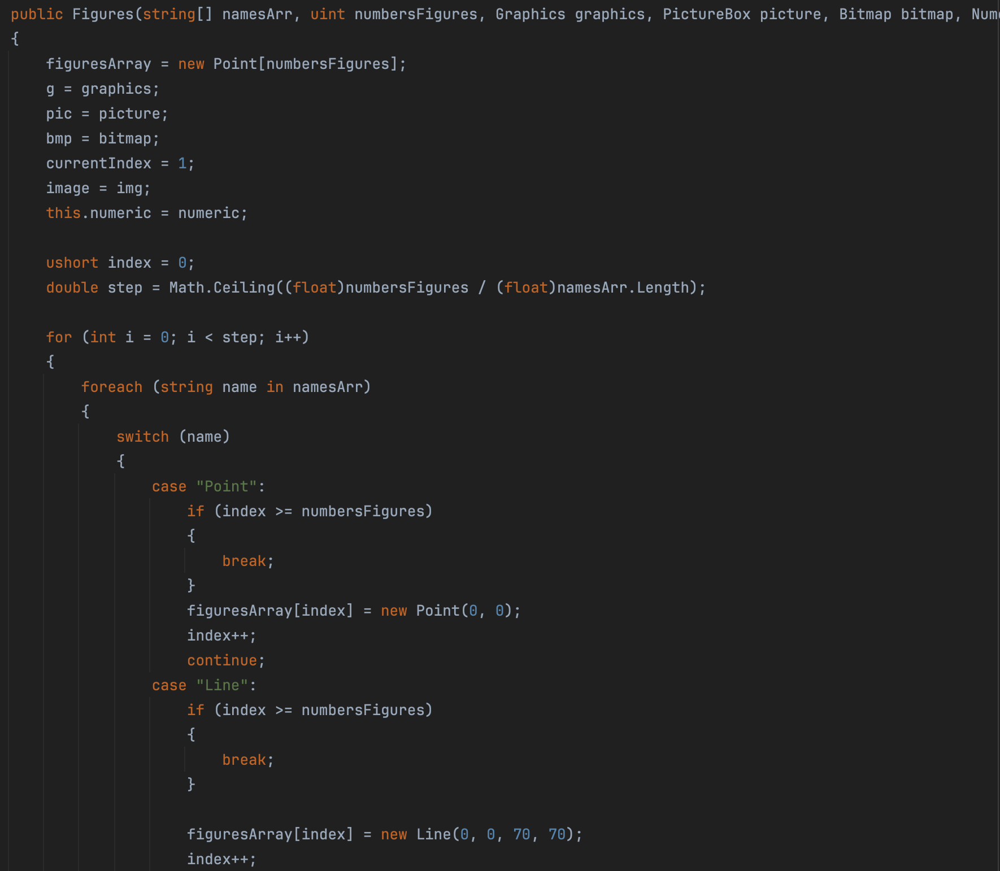 public Figures(string[] namesArr, uint numbersFigures, Graphics graphics, PictureBox picture, Bitmap bitmap,
{
figuresArray = new Point[numbersFigures];
g = graphics;
pic = picture;
bmp = bitmap;
currentIndex = 1;
image = img;
this.numeric = numeric;
ushort index = 0;
double step = Math.Ceiling((float)numbersFigures / (float)namesArr.Length);
for (int i = 0; i < step; i++)
{
foreach (string name in namesArr)
{
switch (name)
{
case "Point":
if (index >= numbersFigures)
{
break;
}
figuresArray[index] = new Point(0, 0);
index++;
continue;
case "Line":
if (index >= numbersFigures)
{
break;
}
figuresArray[index] = new Line(0, 0, 70, 70);
index++;